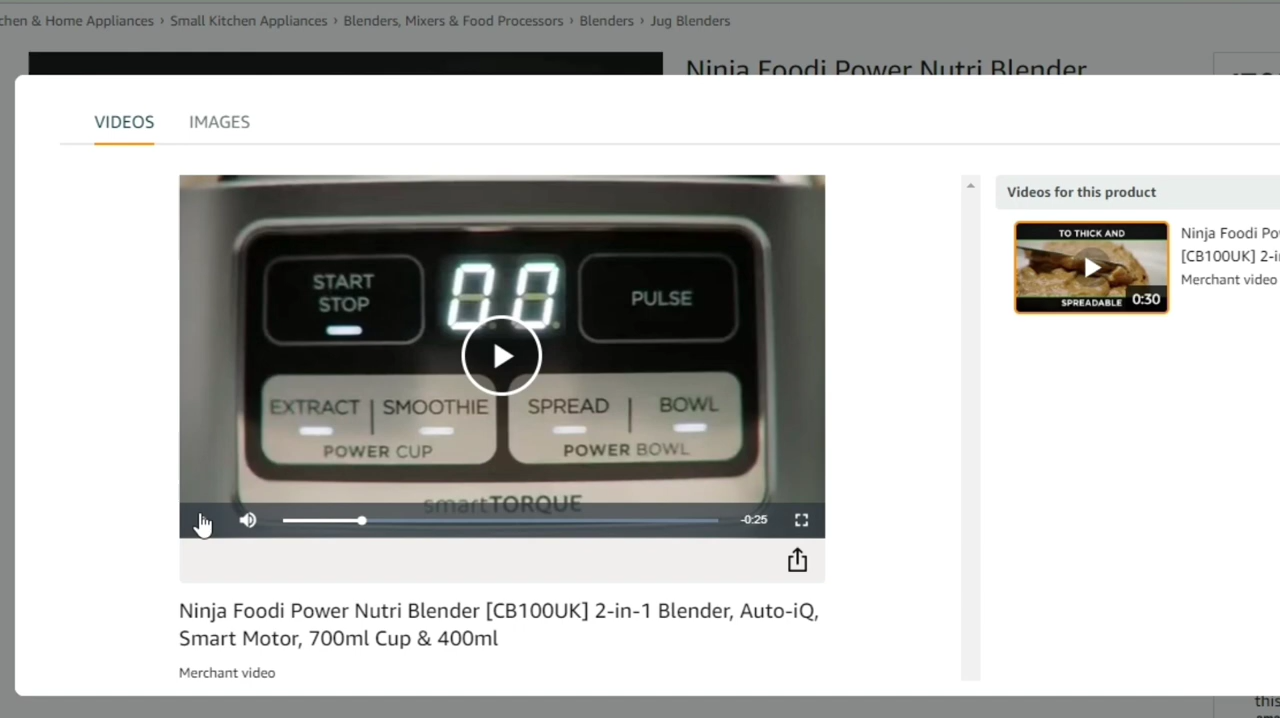 chen & Home Appliances › Small Kitchen Appliances › Blenders, Mixers & Food Processors › Blenders › Jug Blenders
Ninja Foodi Power Nutri Blender
VIDEOS IMAGES
START
STOP
00
PULSE
EXTRACT | SMOOTHIE
POWER CUP
SPREAD | BOWL
POWER BOWL
smartTORQUE
-0:25
Ninja Foodi Power Nutri Blender [CB100UK] 2-in-1 Blender, Auto-iQ,
Smart Motor, 700ml Cup & 400ml
Merchant video
Videos for this product
TO THICK AND
SPREADABLE
0:30
Ninja Foodi Po
[CB100UK] 2-i
Merchant video
this